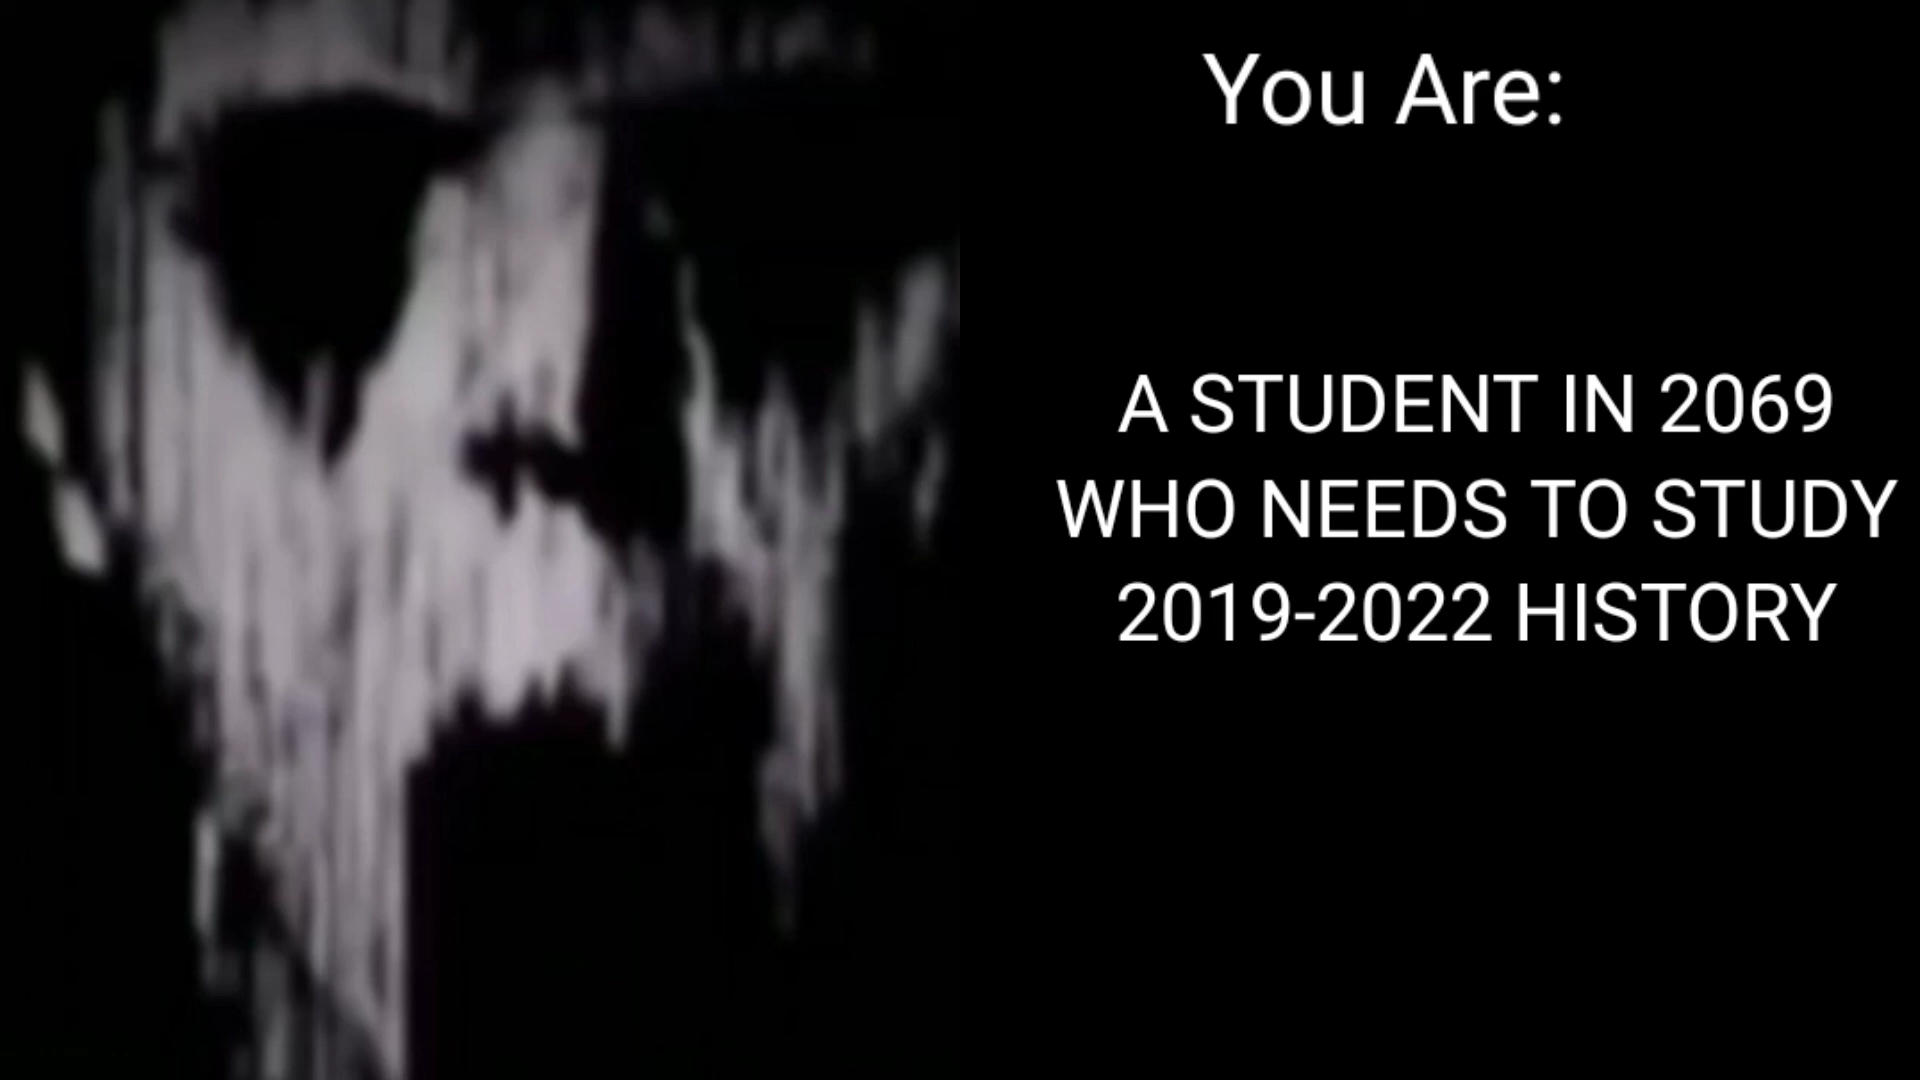 You Are:
A STUDENT IN 2069
WHO NEEDS TO STUDY
2019-2022 HISTORY